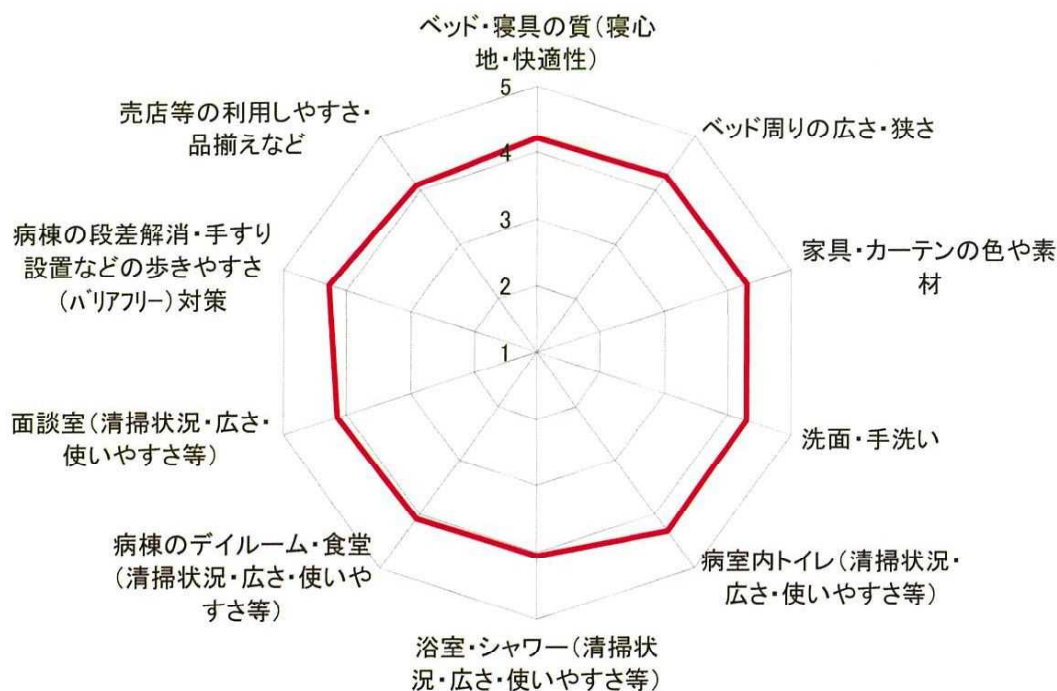 ベッド・寝具の質(寝心
地・快適性)
ベッド周りの広さ・狭さ
家具・カーテンの色や素
材
洗面・手洗い
病室内トイレ(清掃状況・
広さ・使いやすさ等)
浴室・シャワー(清掃状
況・広さ・使いやすさ等)
病棟のデイルーム・食堂
(清掃状況・広さ・使いや
すさ等)
面談室(清掃状況・広さ・
使いやすさ等)
病棟の段差解消・手すり
設置などの歩きやすさ
(バリアフリー)対策
売店等の利用しやすさ・
品揃えなど
5
4
3
2
1